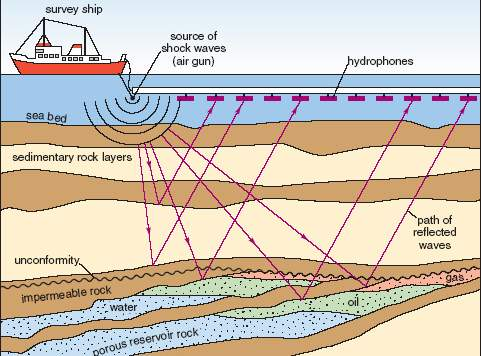 survey ship
source of
shock waves
(air gun)
hydrophones
sea bed
sedimentary rock layers
path of
reflected
waves
unconformity
gas
impermeable rock
oil
water
porous reservoir rock